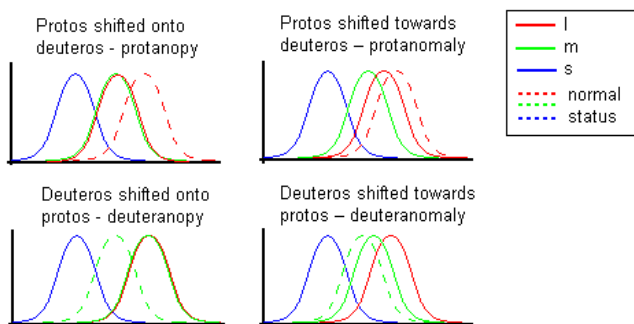 Protos shifted onto
deuteros - protanopy
Protos shifted towards
deuteros – protanomaly
l
m
s
normal
status
Deuteros shifted onto
protos - deuteranopy
Deuteros shifted towards
protos – deuteranomaly